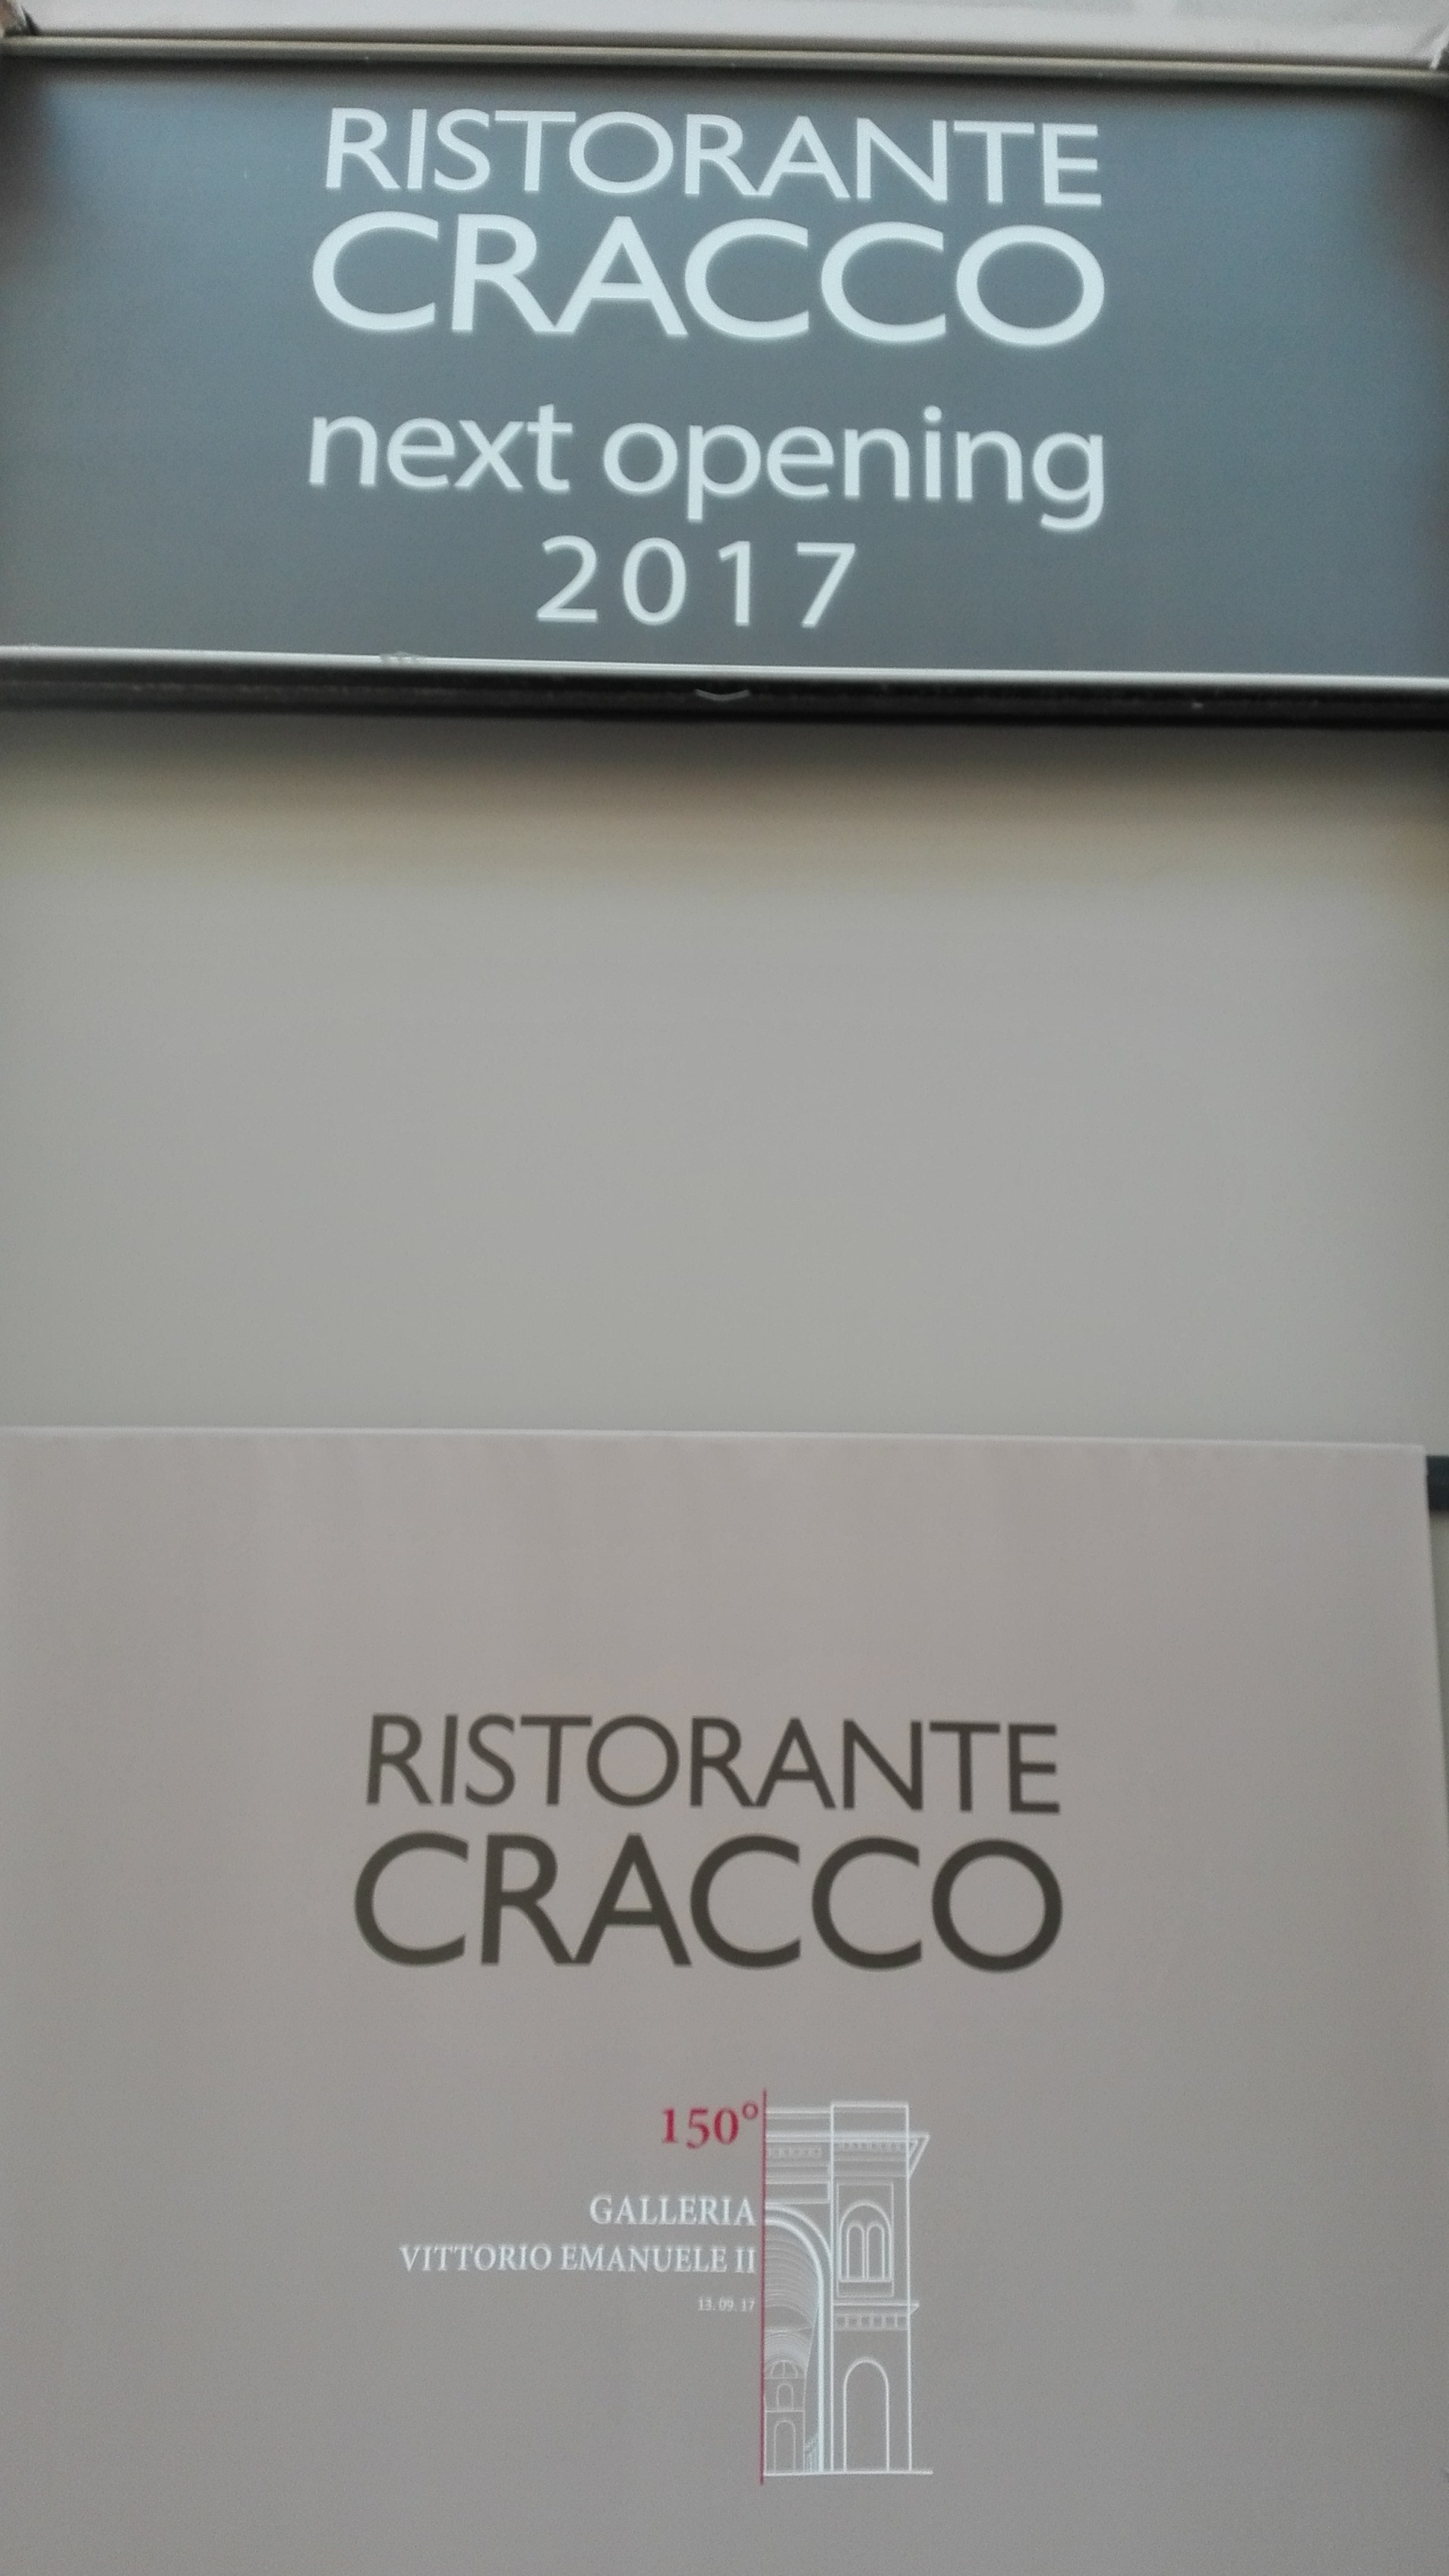 RISTORANTE
CRACCO
next opening
2017
RISTORANTE
CRACCO
150°
GALLERIA
VITTORIO EMANUELE II
13.09.17